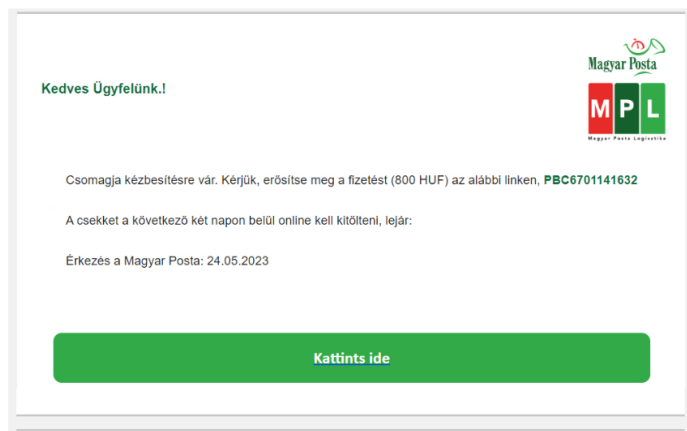 Magyar Posta
Kedves Ügyfelünk.!
M P L
Magyar Posta Logisztika
Csomagja kézbesítésre vár. Kérjük, erősítse meg a fizetést (800 HUF) az alábbi linken, PBC6701141632
A csekket a következő két napon belül online kell kitölteni, lejár:
Érkezés a Magyar Posta: 24.05.2023
Kattints ide